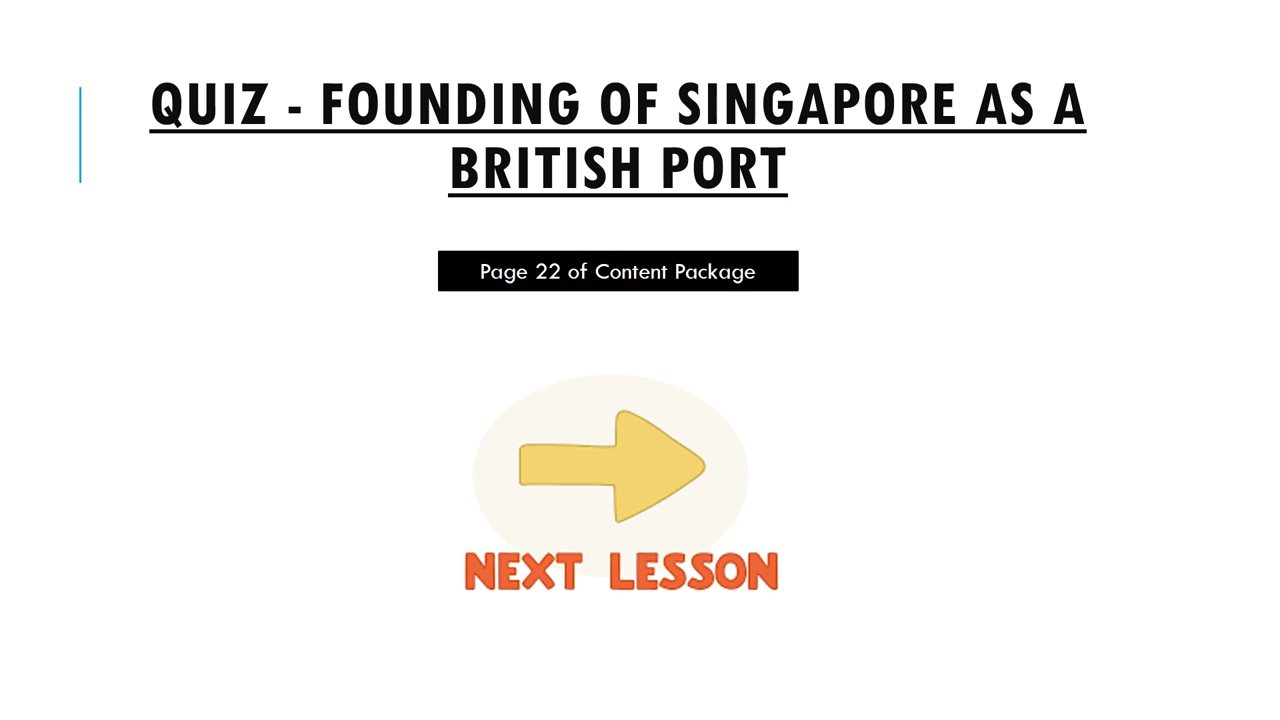 QUIZ - FOUNDING OF SINGAPORE AS A
BRITISH PORT
Page 22 of Content Package
NEXT LESSON